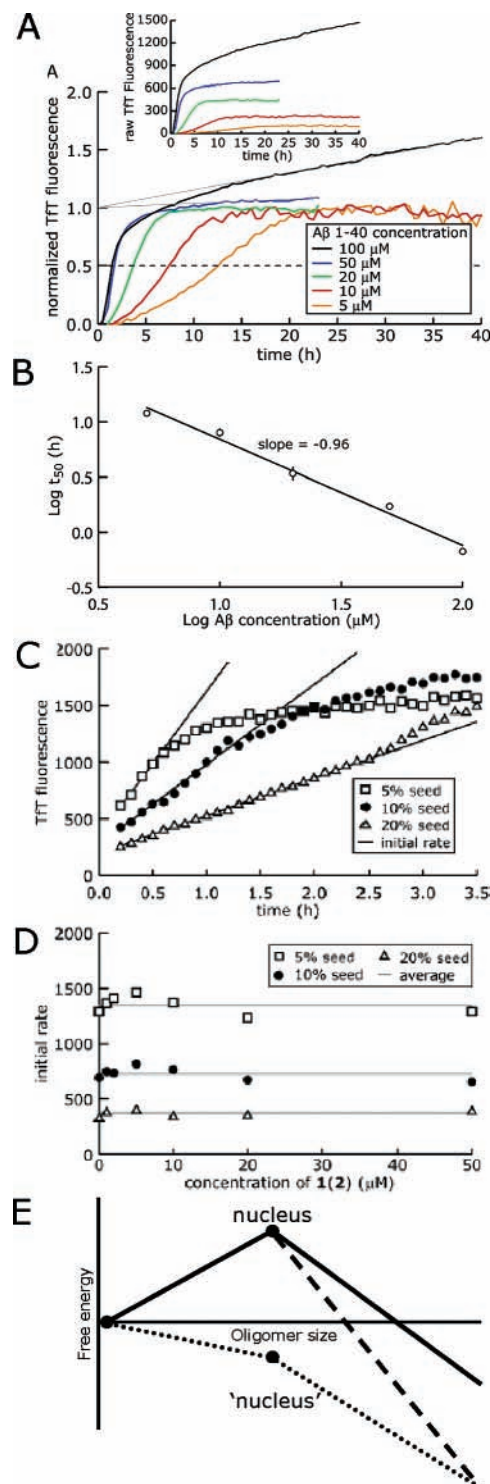 A
A
raw TfT Fluorescence
1500
1200
900
600
300
0
0 5 10 15 20 25 30 35 40
time (h)
normalized TfT fluorescence
2.0
1.5
1.0
0.5
0.0
Aβ 1-40 concentration
100 μM
50 μM
20 μM
10 μM
5 μM
0 5 10 15 20 25 30 35 40
time (h)
B
Log t50 (h)
1.5
1.0
0.5
0.0
-0.5
slope = -0.96
0.5 1.0 1.5 2.0
Log Aβ concentration (μM)
C
TfT fluorescence
2000
1500
1000
500
0
5% seed
10% seed
20% seed
initial rate
0.0 0.5 1.0 1.5 2.0 2.5 3.0 3.5
time (h)
D
initial rate
2000
1500
1000
500
0
5% seed 20% seed
10% seed average
0 10 20 30 40 50
concentration of 1(2) (μM)
E
Free energy
nucleus
Oligomer size
'nucleus'